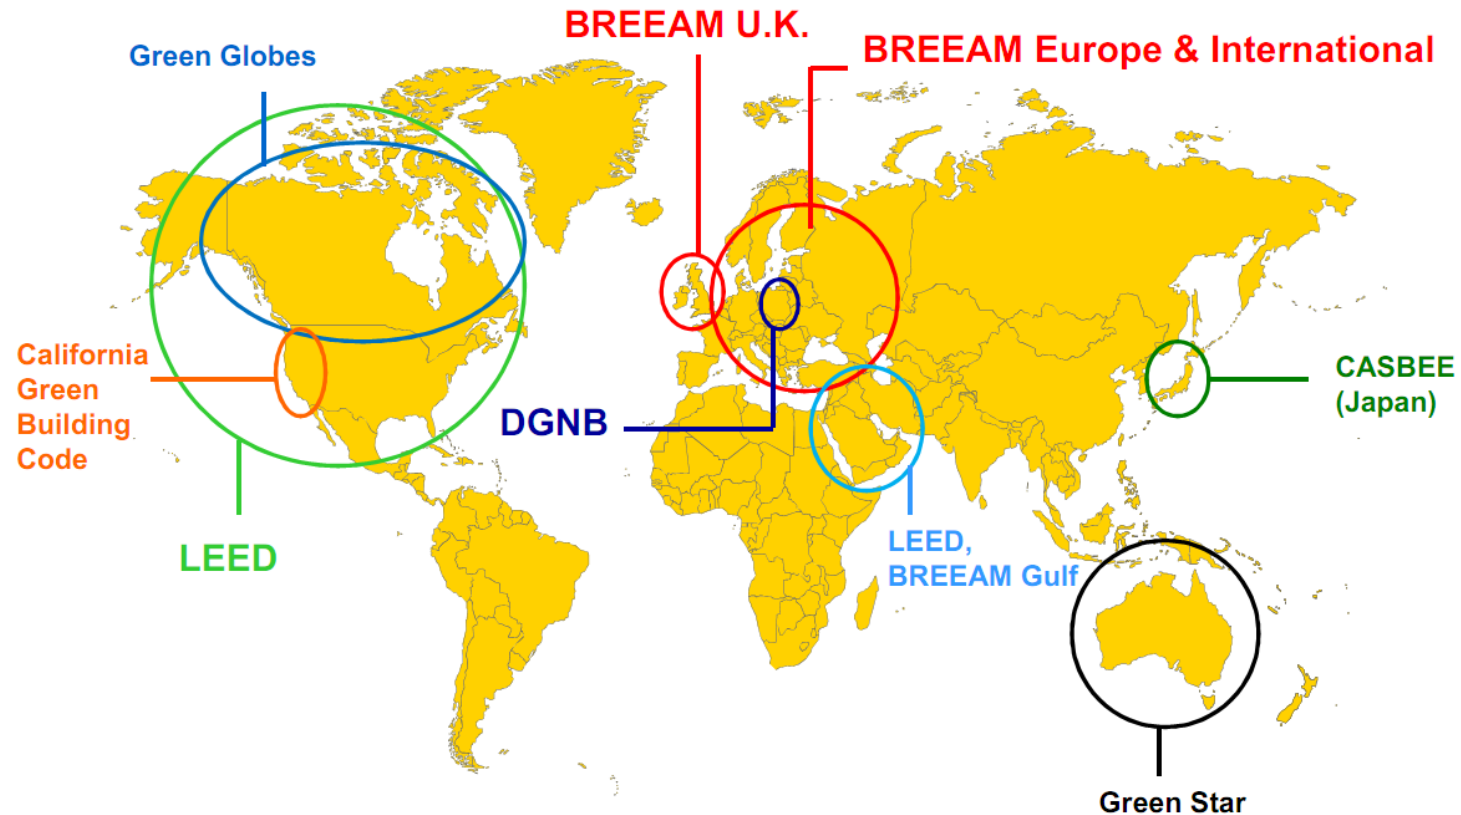 BREEAM U.K.
BREEAM Europe & International
Green Globes
California
Green
Building
Code
CASBEE
(Japan)
DGNB
LEED
LEED,
BREEAM Gulf
Green Star